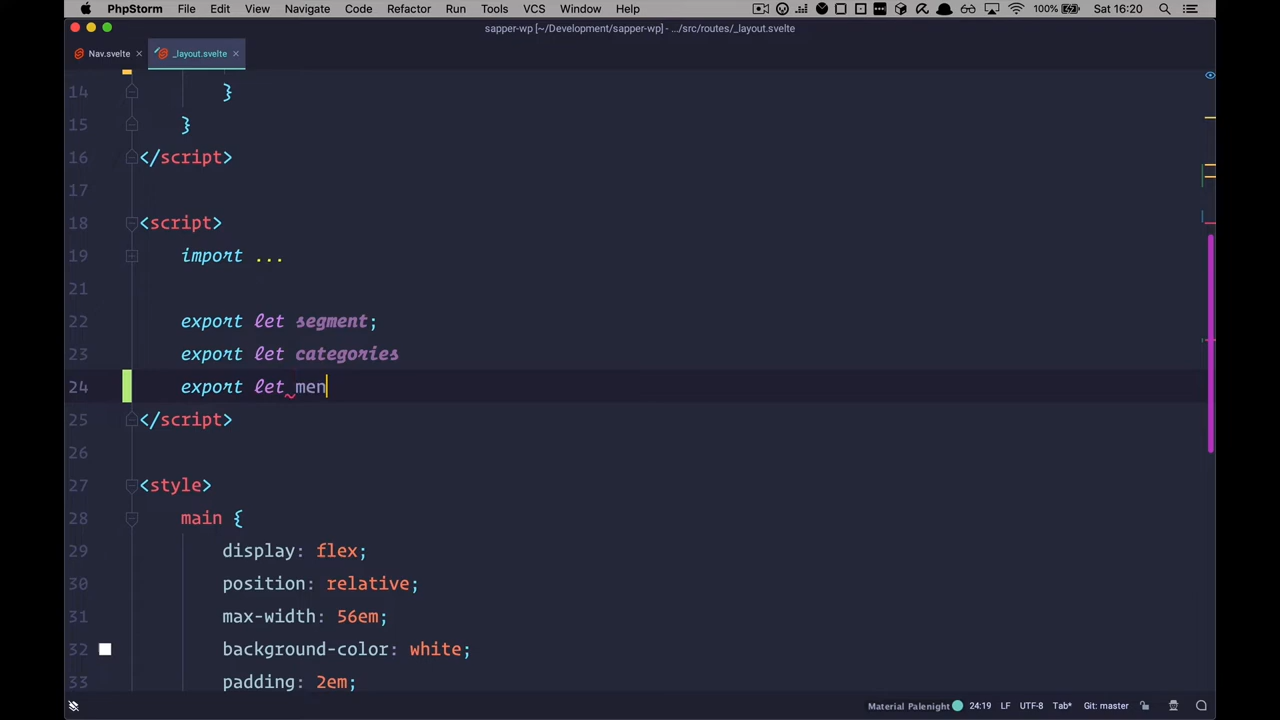 PhpStorm File Edit View Navigate Code Refactor Run Tools VCS Window Help 100% Sat 16:20
sapper-wp [~/Development/sapper-wp] - .../src/routes/_layout.svelte
Nav.svelte × _layout.svelte ×
14 }
15 }
16 </script>
17
18 <script>
19 import ...
21
22 export let segment;
23 export let categories
24 export let men
25 </script>
26
27 <style>
28 main {
29 display: flex;
30 position: relative;
31 max-width: 56em;
32 background-color: white;
33 padding: 2em;
Material Palenight 24:19 LF UTF-8 Tab* Git: master